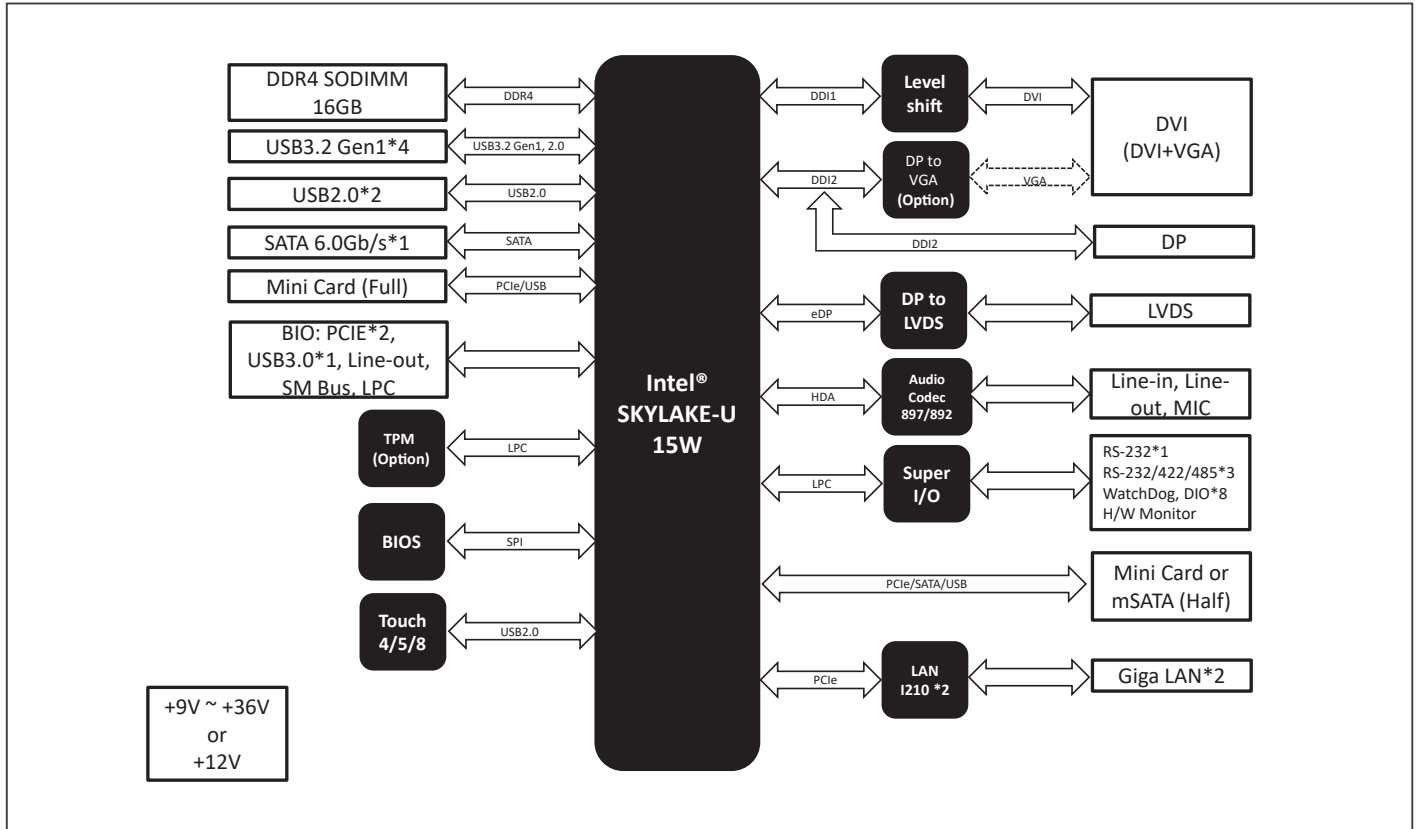 DDR4 SODIMM
16GB
DDR4
USB3.2 Gen1*4
USB3.2 Gen1, 2.0
USB2.0*2
USB2.0
SATA 6.0Gb/s*1
SATA
Mini Card (Full)
PCIe/USB
BIO: PCIE*2,
USB3.0*1, Line-out,
SM Bus, LPC
TPM
(Option)
LPC
BIOS
SPI
Touch
4/5/8
USB2.0
+9V ~ +36V
or
+12V
Intel®
SKYLAKE-U
15W
DDI1
Level
shift
DVI
DVI
(DVI+VGA)
DDI2
DP to
VGA
(Option)
VGA
DDI2
DP
eDP
DP to
LVDS
LVDS
HDA
Audio
Codec
897/892
Line-in, Line-
out, MIC
LPC
Super
I/O
RS-232*1
RS-232/422/485*3
WatchDog, DIO*8
H/W Monitor
PCIe/SATA/USB
Mini Card or
mSATA (Half)
PCIe
LAN
I210 *2
Giga LAN*2